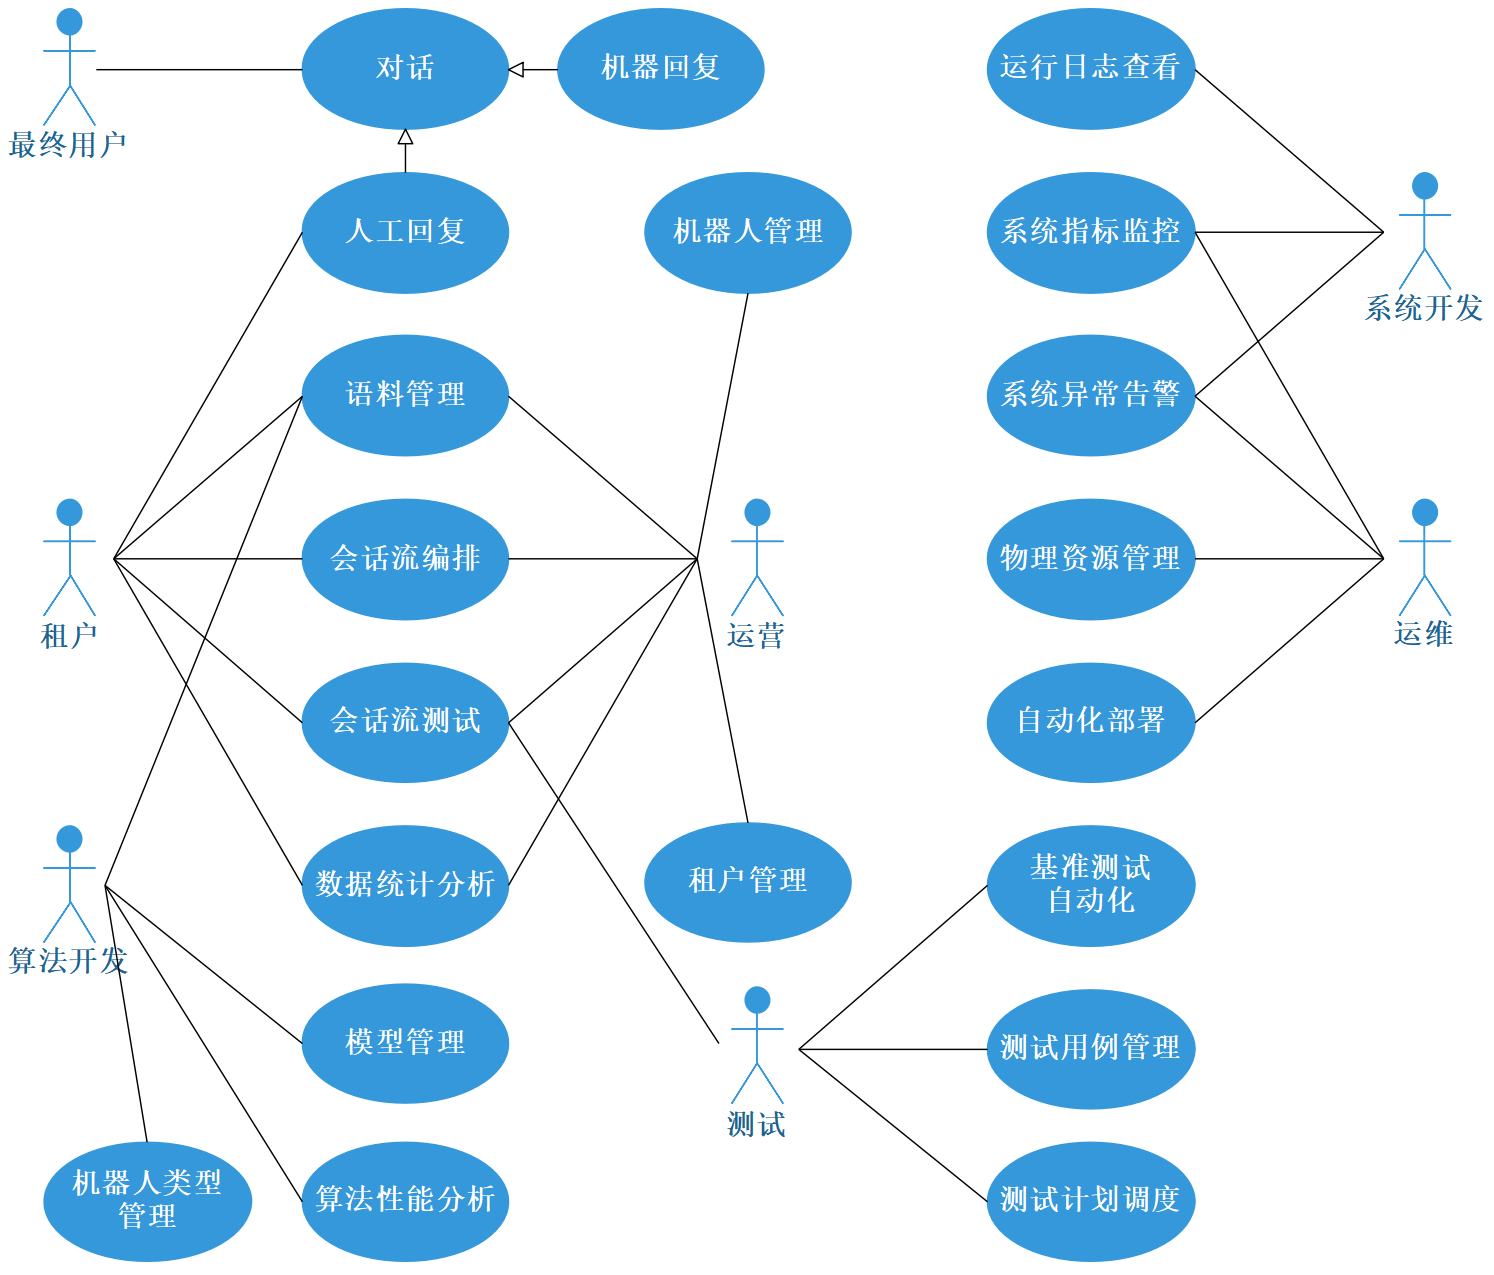 对话
机器回复
运行日志查看
最终用户
人工回复
机器人管理
系统指标监控
系统开发
语料管理
系统异常告警
会话流编排
物理资源管理
租户
运营
运维
会话流测试
自动化部署
数据统计分析
租户管理
基准测试
自动化
算法开发
模型管理
测试用例管理
测试
机器人类型
管理
算法性能分析
测试计划调度